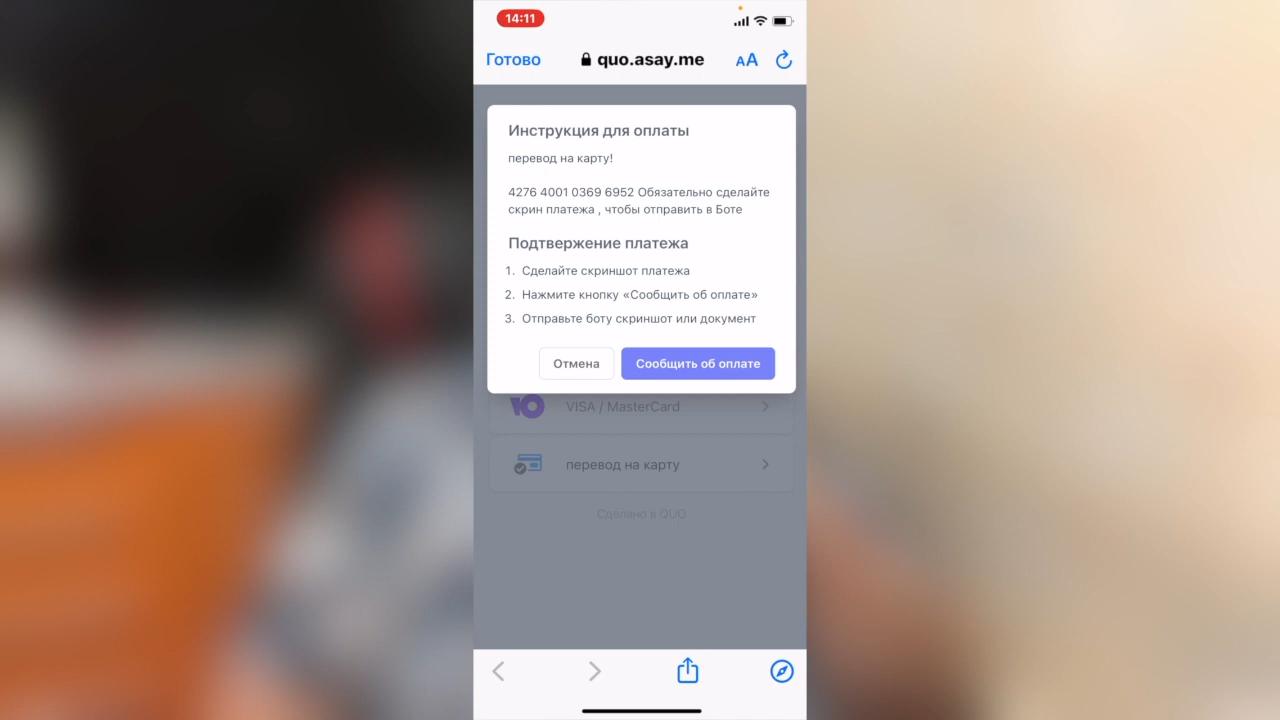 14:11
Готово
quo.asay.me
AA
Инструкция для оплаты
перевод на карту!
4276 4001 0369 6952 Обязательно сделайте
скрин платежа , чтобы отправить в Боте
Подтвержение платежа
1. Сделайте скриншот платежа
2. Нажмите кнопку «Сообщить об оплате»
3. Отправьте боту скриншот или документ
Отмена
Сообщить об оплате
Ю
VISA / MasterCard
перевод на карту
Сделано в QUO